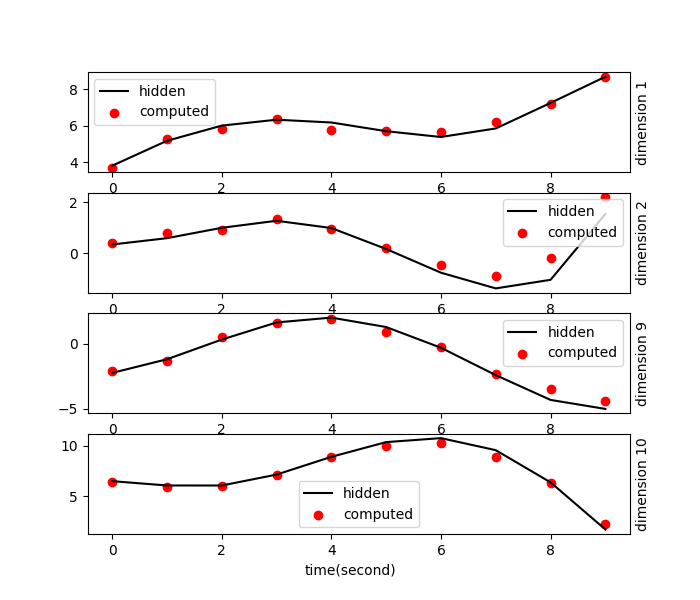 8
6
4
hidden
computed
dimension 1
0 2 4 6 8
2
0
hidden
computed
dimension 2
0 2 4 6 8
0
−5
hidden
computed
dimension 9
0 2 4 6 8
10
5
hidden
computed
dimension 10
0 2 4 6 8
time(second)